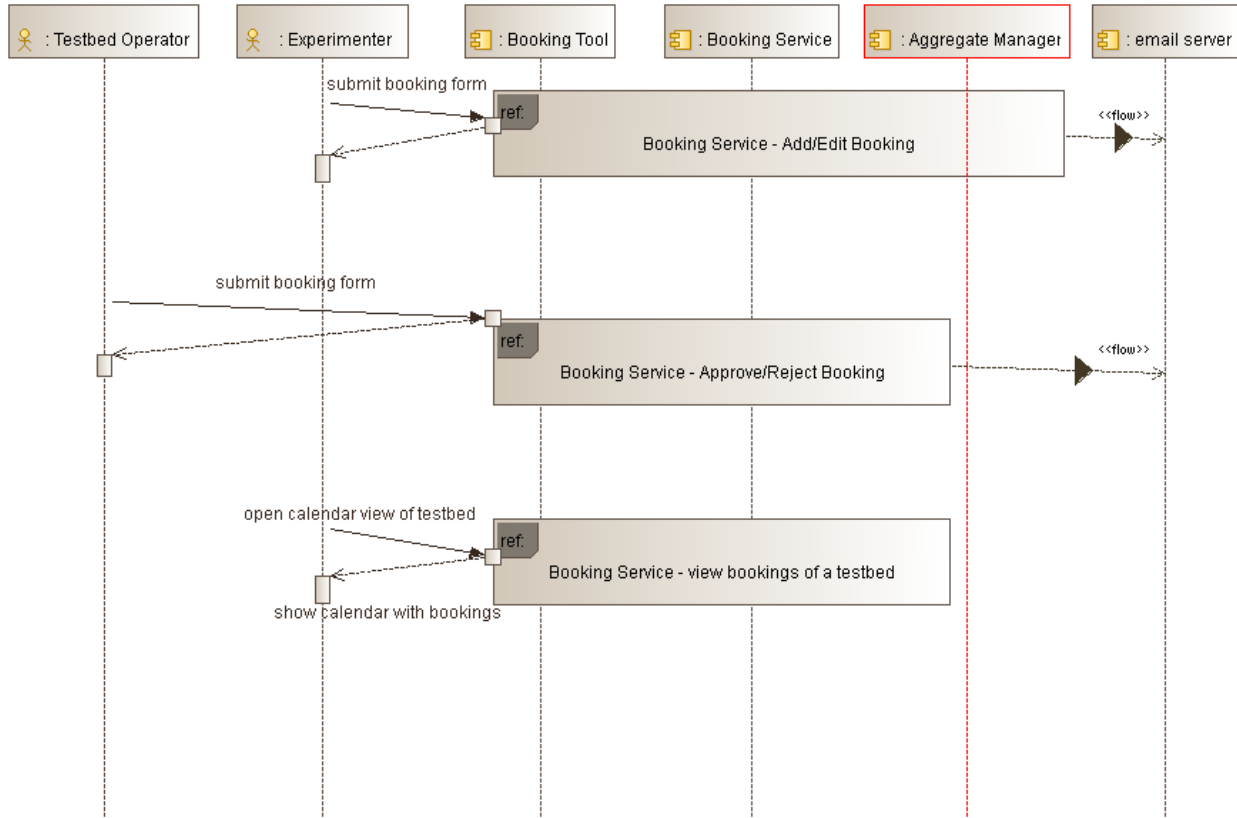 : Testbed Operator
: Experimenter
: Booking Tool
: Booking Service
: Aggregate Manager
: email server
submit booking form
ref:
Booking Service - Add/Edit Booking
<<flow>>
submit booking form
ref:
Booking Service - Approve/Reject Booking
<<flow>>
open calendar view of testbed
ref:
Booking Service - view bookings of a testbed
show calendar with bookings